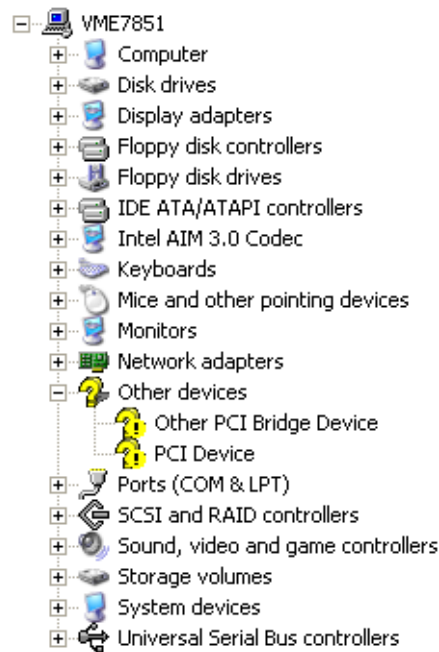 VME7851
Computer
Disk drives
Display adapters
Floppy disk controllers
Floppy disk drives
IDE ATA/ATAPI controllers
Intel AIM 3.0 Codec
Keyboards
Mice and other pointing devices
Monitors
Network adapters
Other devices
Other PCI Bridge Device
PCI Device
Ports (COM & LPT)
SCSI and RAID controllers
Sound, video and game controllers
Storage volumes
System devices
Universal Serial Bus controllers